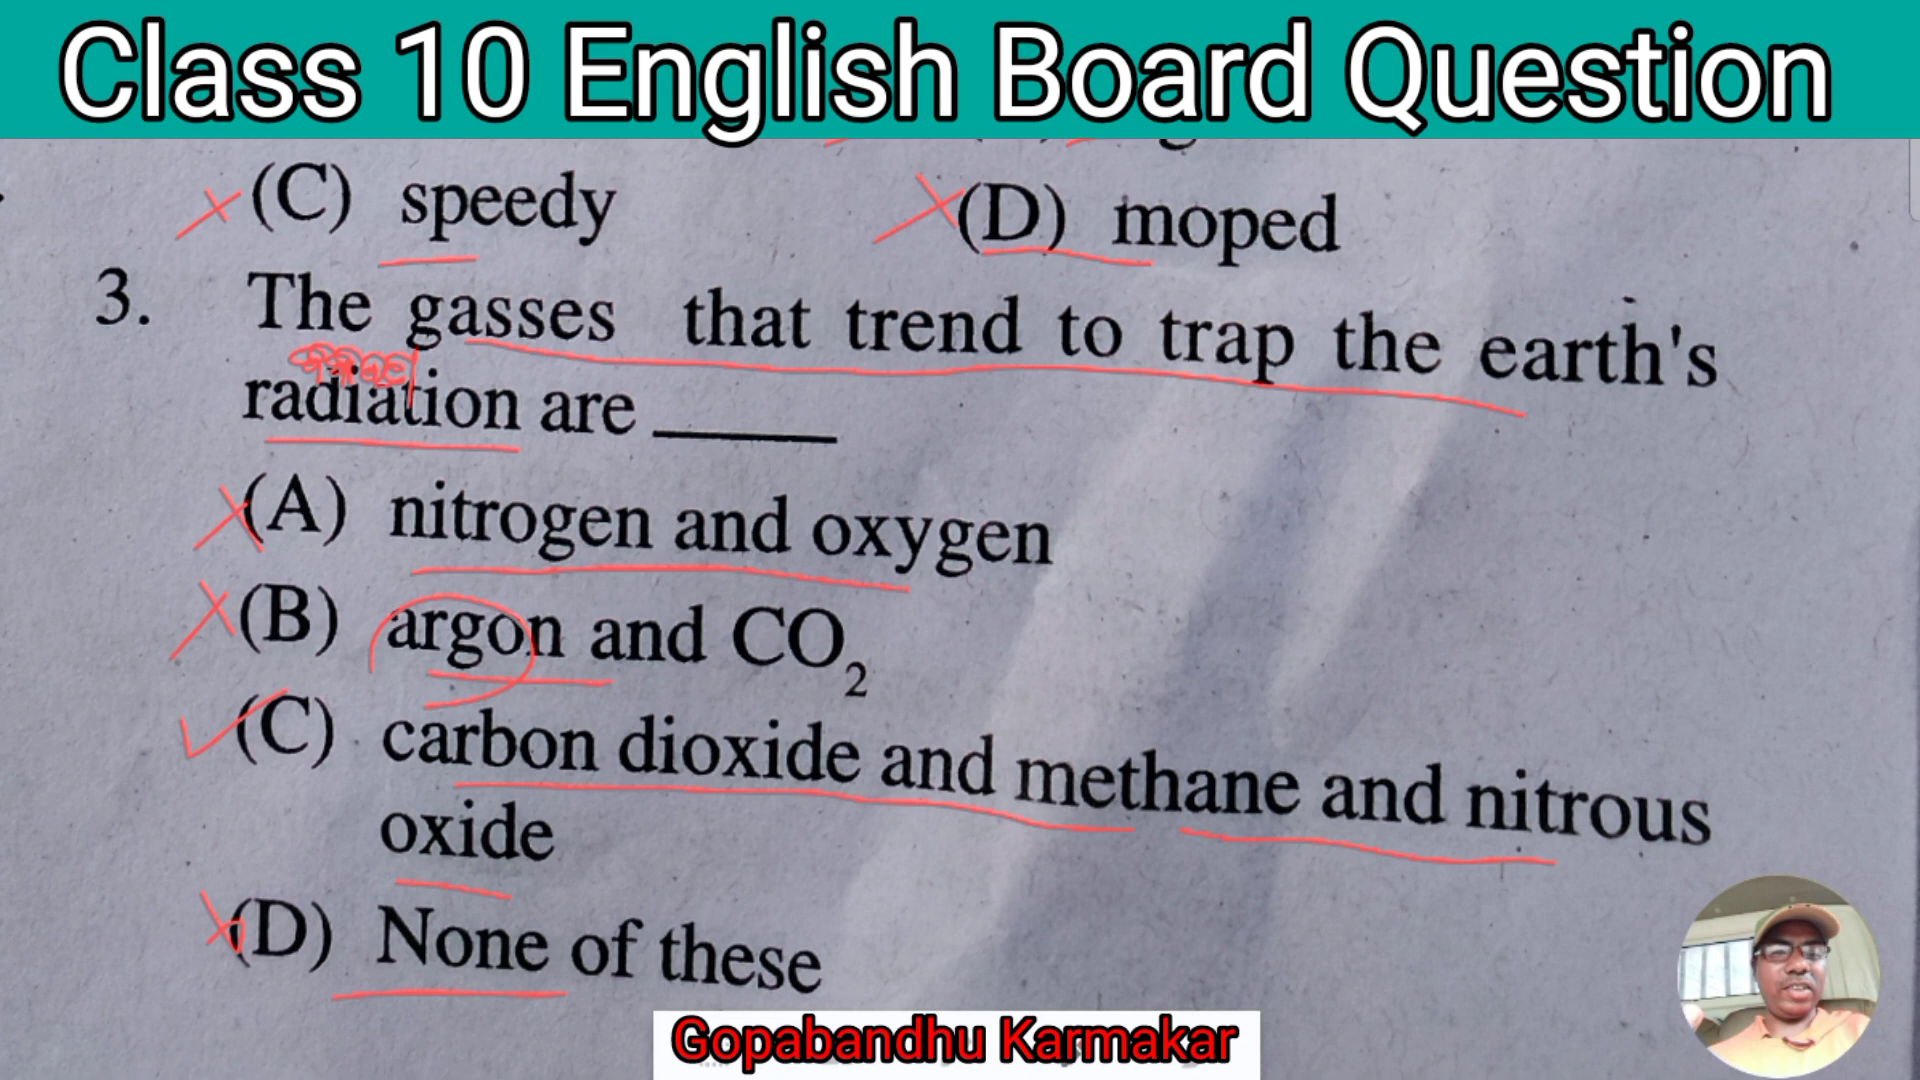 Class 10 English Board Question
(C) speedy (D) moped
3. The gasses that trend to trap the earth's
radiation are _____
(A) nitrogen and oxygen
(B) argon and CO₂
(C) carbon dioxide and methane and nitrous
oxide
(D) None of these
Gopabandhu Karmakar